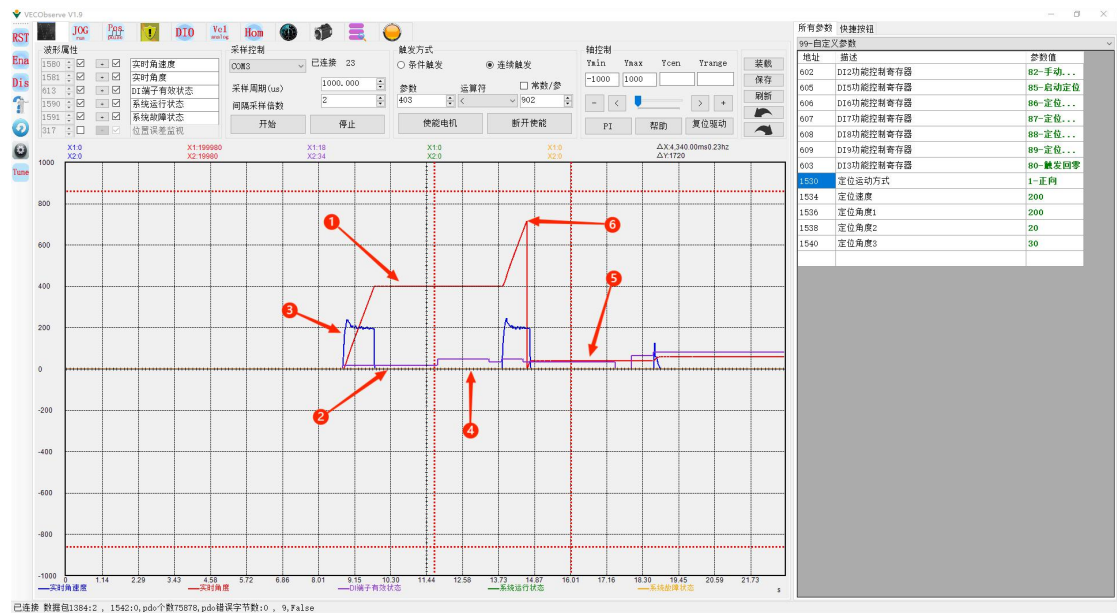 VECObserve V1.9
RST
JOG
run
Pos
pulse
DIO
Vel
analog
Hom
Ena
Dis
Tune
波形属性
1580 实时角速度
1581 实时角度
613 DI端子有效状态
1590 系统运行状态
1591 系统故障状态
317 位置误差监视
采样控制
COM3 已连接 23
采样周期(us) 1000.000
间隔采样倍数 2
开始 停止
触发方式
条件触发 连续触发
参数 运算符 常数/参
403 < 902
使能电机 断开使能
轴控制
Ymin Ymax Ycen Yrange
-1000 1000
- < > +
PI 帮助 复位驱动
装载
保存
刷新
X1:0 X1:199980 X1:18 X1:0 X1:0 ΔX:4,340.00ms0.23hz
X2:0 X2:19980 X2:34 X2:0 X2:0 ΔY:1720
1000
800
600
400
200
0
-200
-400
-600
-800
-1000
1
6
5
3
2
4
0 1.14 2.29 3.43 4.58 5.72 6.86 8.01 9.15 10.30 11.44 12.58 13.73 14.87 16.01 17.16 18.30 19.45 20.59 21.73
s
实时角速度 实时角度 DI端子有效状态 系统运行状态 系统故障状态
已连接 数据包1384:2 , 1542:0,pdo个数75878,pdo错误字节数:0 , 9,False
所有参数 快捷按钮
99-自定义参数
地址 描述 参数值
602 DI2功能控制寄存器 82-手动...
605 DI5功能控制寄存器 85-启动定位
606 DI6功能控制寄存器 86-定位...
607 DI7功能控制寄存器 87-定位...
608 DI8功能控制寄存器 88-定位...
609 DI9功能控制寄存器 89-定位...
603 DI3功能控制寄存器 80-触发回零
1530 定位运动方式 1-正向
1534 定位速度 200
1536 定位角度1 200
1538 定位角度2 20
1540 定位角度3 30